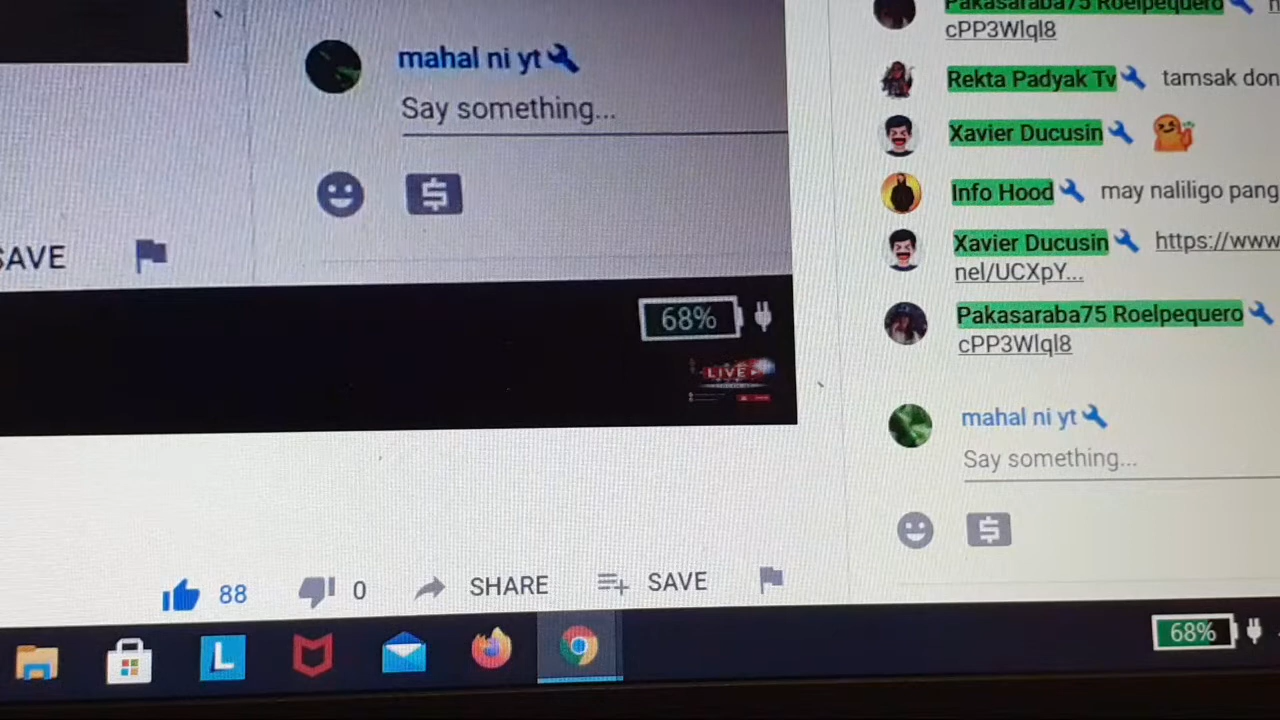 mahal ni yt
Say something...
SAVE
68%
LIVE
Pakasaraba75 Roelpequero
cPP3Wlql8
Rekta Padyak Tv tamsak don
Xavier Ducusin
Info Hood may naliligo pang
Xavier Ducusin https://www
nel/UCXpY...
Pakasaraba75 Roelpequero
cPP3Wlql8
mahal ni yt
Say something...
88 0 SHARE SAVE
L
68%